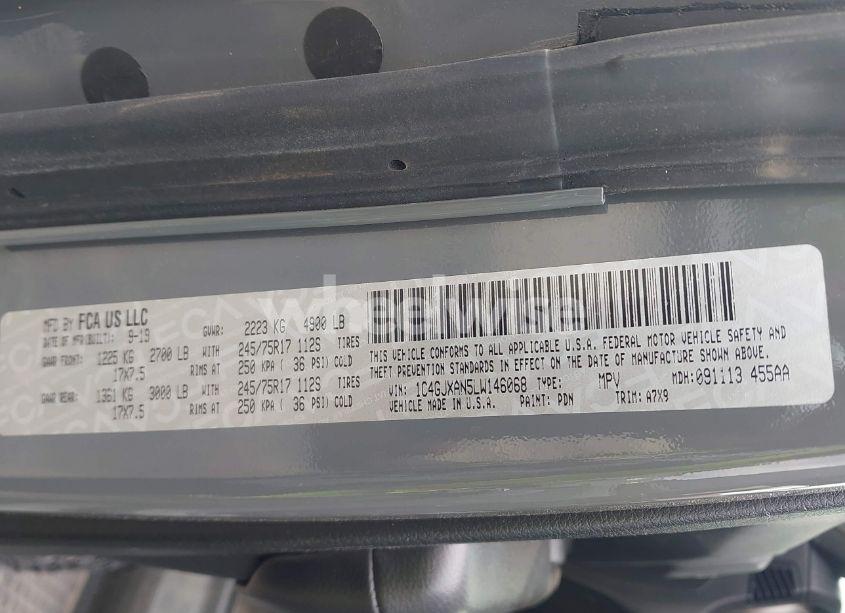 MFD BY FCA US LLC
DATE OF MFR(BUILT): 9-19
GVWR: 2223 KG 4900 LB
GAWR FRONT: 1225 KG 2700 LB WITH 245/75R17 112S TIRES
17X7.5 RIMS AT 250 KPA ( 36 PSI) COLD
GAWR REAR: 1361 KG 3000 LB WITH 245/75R17 112S TIRES
17X7.5 RIMS AT 250 KPA ( 36 PSI) COLD
THIS VEHICLE CONFORMS TO ALL APPLICABLE U.S.A. FEDERAL MOTOR VEHICLE SAFETY AND
THEFT PREVENTION STANDARDS IN EFFECT ON THE DATE OF MANUFACTURE SHOWN ABOVE.
VIN: 1C4GJXAN5LW146068 TYPE: MPV MDH:091113 455AA
VEHICLE MADE IN U.S.A. PAINT: PDN TRIM: A7X9
wheelwise